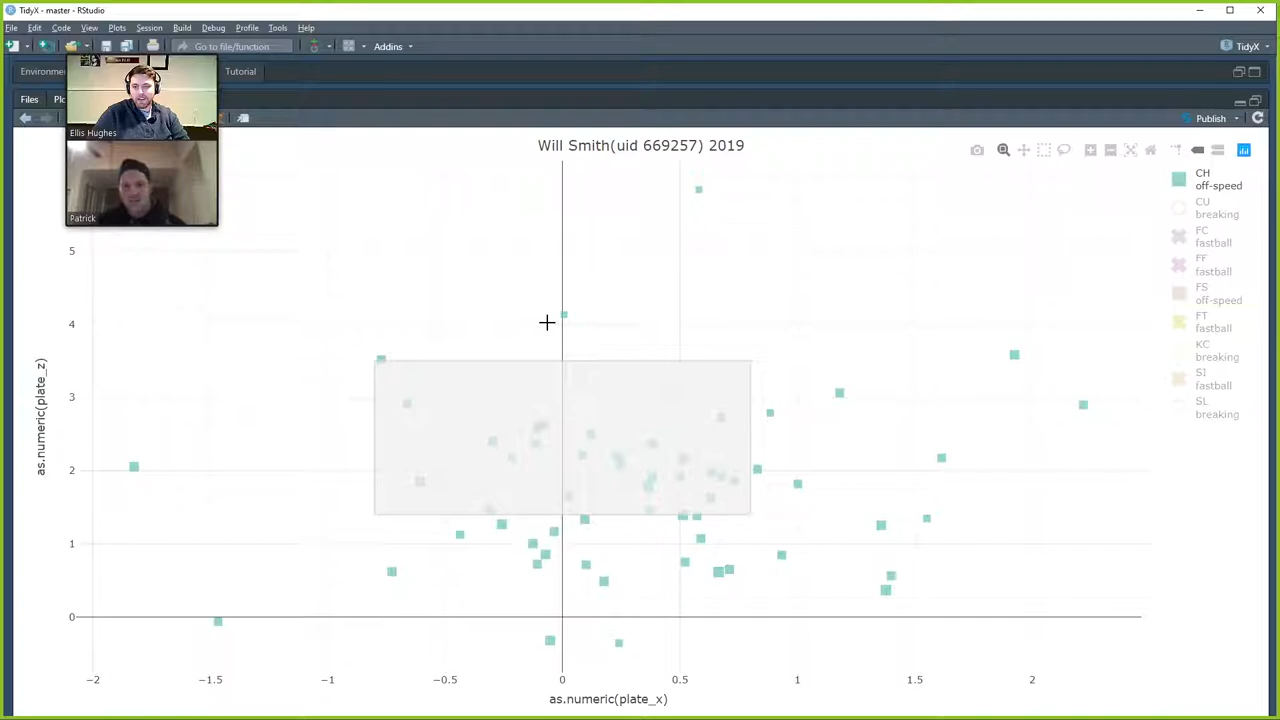 TidyX - master - RStudio
File Edit Code View Plots Session Build Debug Profile Tools Help
Go to file/function
Addins
TidyX
Environme
Tutorial
Files Plo
Publish
Ellis Hughes
Patrick
Will Smith(uid 669257) 2019
CH
off-speed
CU
breaking
FC
fastball
FF
fastball
FS
off-speed
FT
fastball
KC
breaking
SI
fastball
SL
breaking
5
4
3
2
1
0
as.numeric(plate_z)
−2 −1.5 −1 −0.5 0 0.5 1 1.5 2
as.numeric(plate_x)